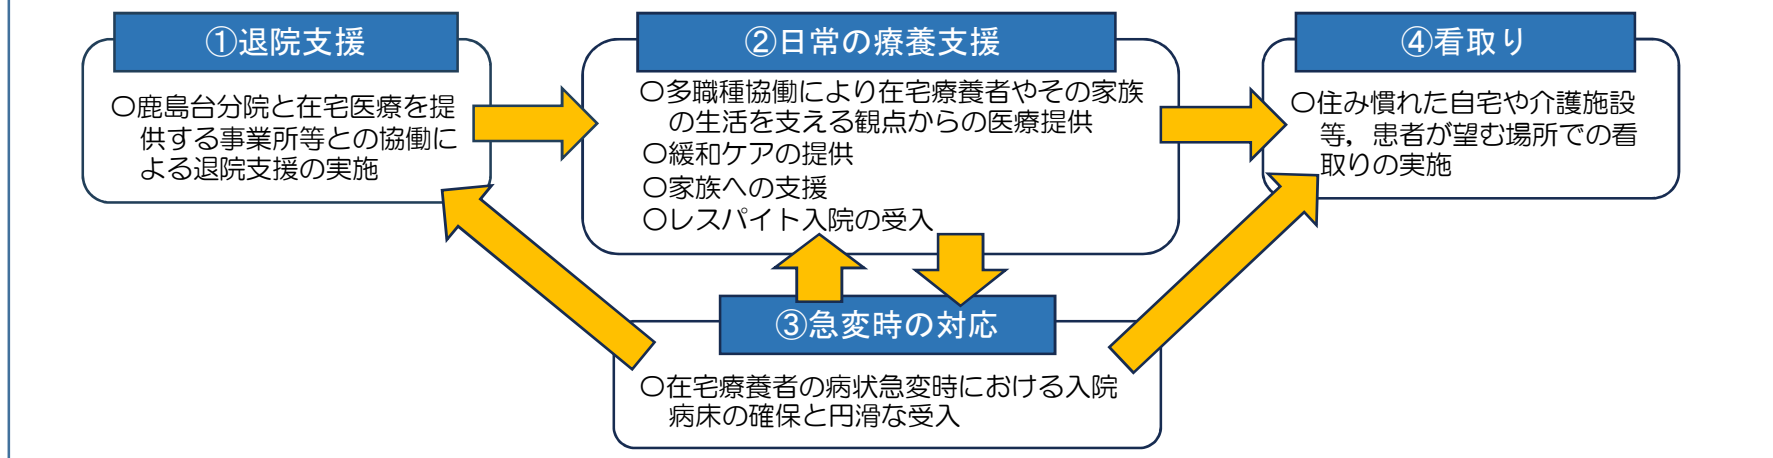 ①退院支援
〇鹿島台分院と在宅医療を提
供する事業所等との協働に
よる退院支援の実施
②日常の療養支援
〇多職種協働により在宅療養者やその家族
の生活を支える観点からの医療提供
〇緩和ケアの提供
〇家族への支援
〇レスパイト入院の受入
④看取り
〇住み慣れた自宅や介護施設
等，患者が望む場所での看
取りの実施
③急変時の対応
〇在宅療養者の病状急変時における入院
病床の確保と円滑な受入